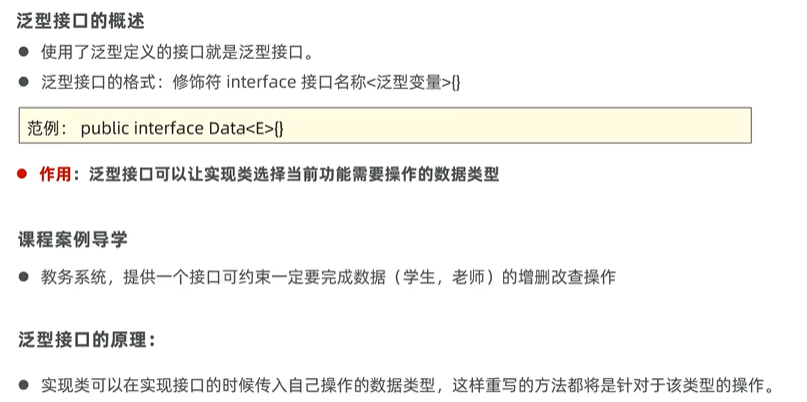 泛型接口的概述
● 使用了泛型定义的接口就是泛型接口。
● 泛型接口的格式：修饰符 interface 接口名称<泛型变量>{}
范例： public interface Data<E>{}
● 作用：泛型接口可以让实现类选择当前功能需要操作的数据类型
课程案例导学
● 教务系统，提供一个接口可约束一定要完成数据（学生，老师）的增删改查操作
泛型接口的原理：
● 实现类可以在实现接口的时候传入自己操作的数据类型，这样重写的方法都将是针对于该类型的操作。